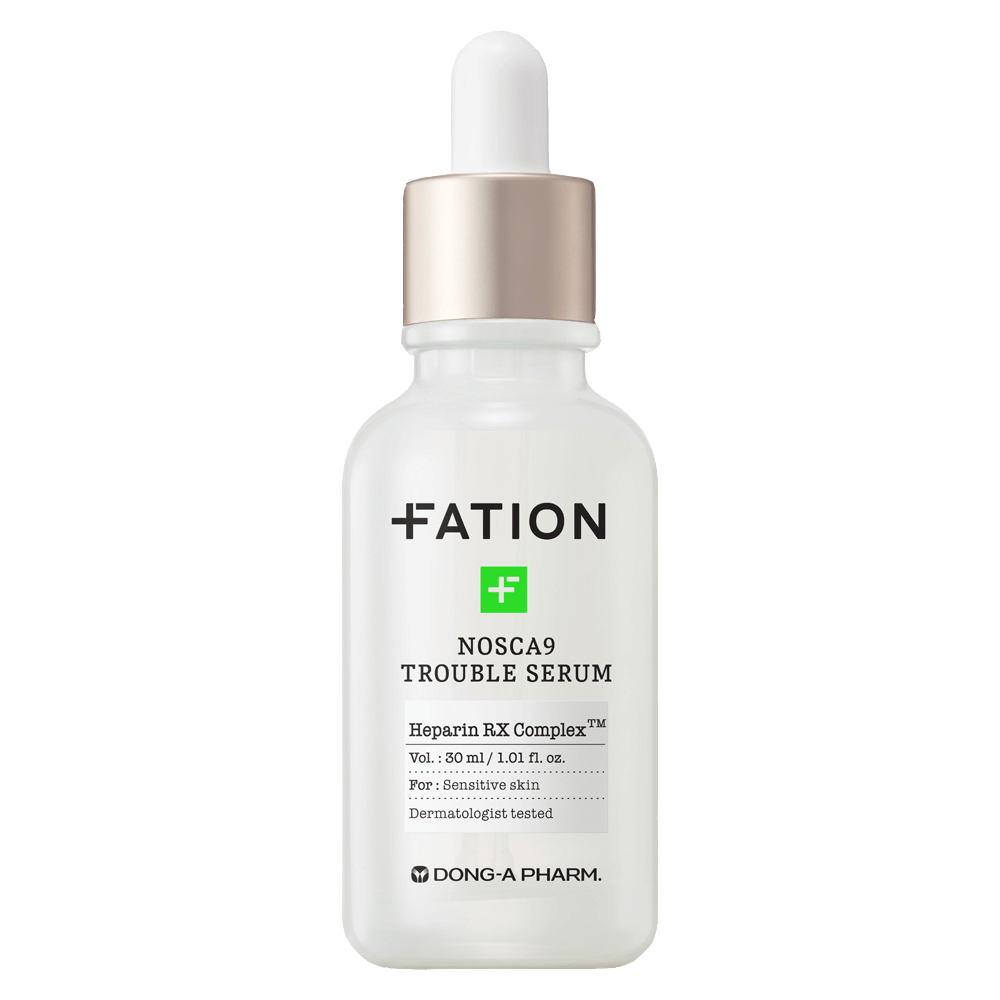 FATION
F
NOSCA9
TROUBLE SERUM
Heparin RX Complex™
Vol. : 30 ml / 1.01 fl. oz.
For : Sensitive skin
Dermatologist tested
DONG-A PHARM.